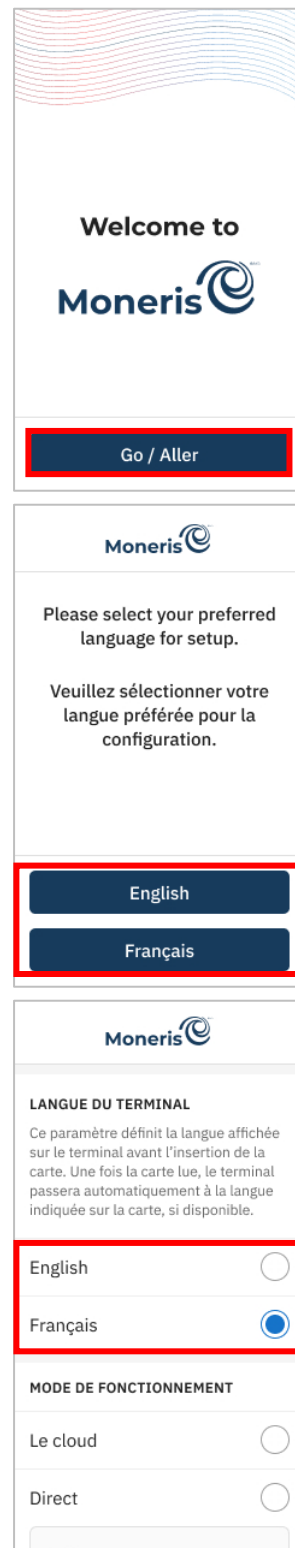 Welcome to
Moneris
Go / Aller
Moneris
Please select your preferred
language for setup.
Veuillez sélectionner votre
langue préférée pour la
configuration.
English
Français
Moneris
LANGUE DU TERMINAL
Ce paramètre définit la langue affichée
sur le terminal avant l'insertion de la
carte. Une fois la carte lue, le terminal
passera automatiquement à la langue
indiquée sur la carte, si disponible.
English
Français
MODE DE FONCTIONNEMENT
Le cloud
Direct